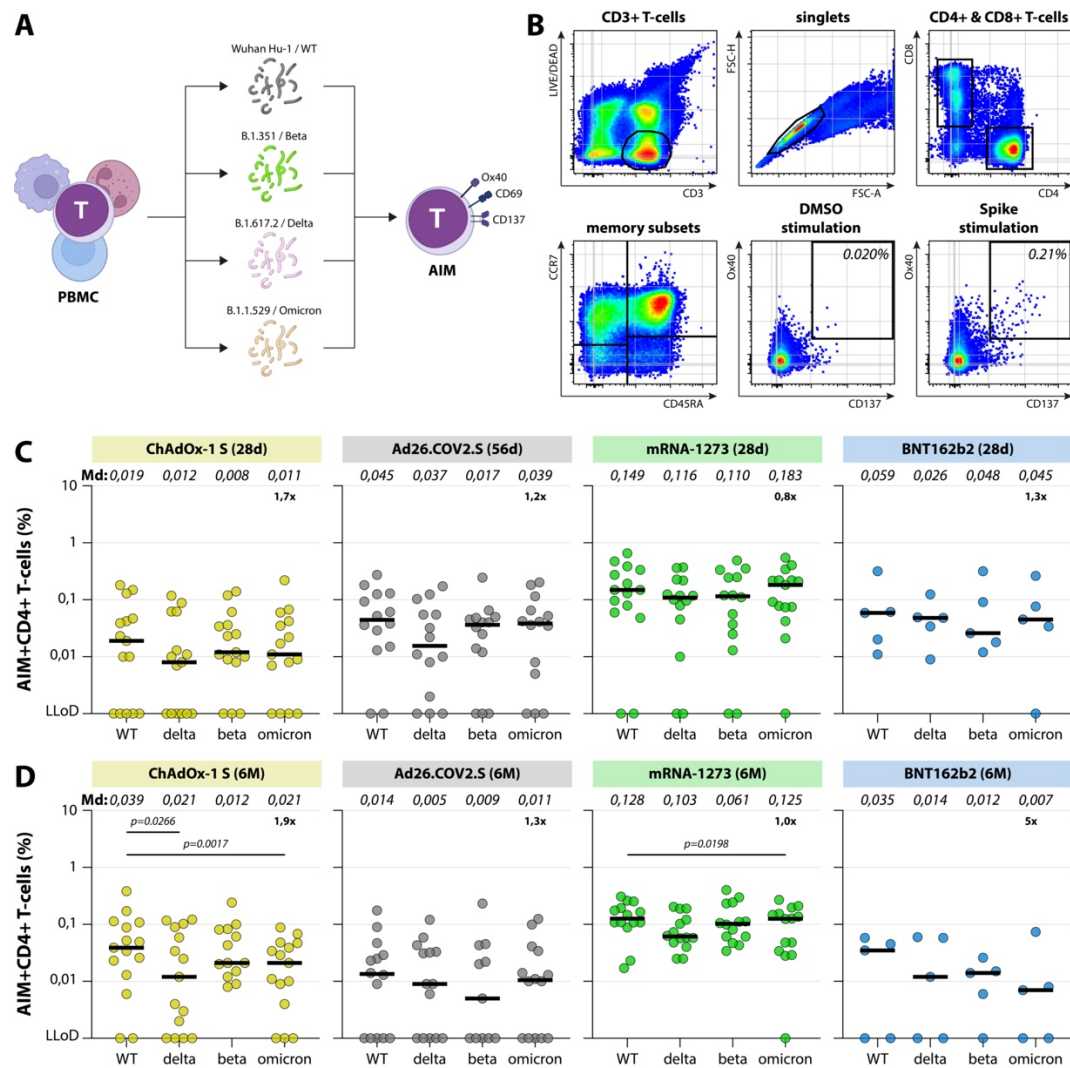 A
Wuhan Hu-1 / WT
B.1.351 / Beta
B.1.617.2 / Delta
B.1.1.529 / Omicron
T
PBMC
Ox40
CD69
CD137
T
AIM
B
CD3+ T-cells
singlets
CD4+ & CD8+ T-cells
LIVE/DEAD
CD3
FSC-H
FSC-A
CD8
CD4
memory subsets
DMSO
stimulation
Spike
stimulation
CCR7
CD45RA
Ox40
0.020%
CD137
Ox40
0.21%
CD137
C
ChAdOx-1 S (28d)
Ad26.COV2.S (56d)
mRNA-1273 (28d)
BNT162b2 (28d)
Md: 0,019 0,012 0,008 0,011
0,045 0,037 0,017 0,039
0,149 0,116 0,110 0,183
0,059 0,026 0,048 0,045
1,7x
1,2x
0,8x
1,3x
AIM+CD4+ T-cells (%)
10
1
0,1
0,01
LLoD
WT delta beta omicron
WT delta beta omicron
WT delta beta omicron
WT delta beta omicron
D
ChAdOx-1 S (6M)
Ad26.COV2.S (6M)
mRNA-1273 (6M)
BNT162b2 (6M)
Md: 0,039 0,021 0,012 0,021
0,014 0,005 0,009 0,011
0,128 0,103 0,061 0,125
0,035 0,014 0,012 0,007
1,9x
1,3x
1,0x
5x
p=0.0266
p=0.0017
p=0.0198
AIM+CD4+ T-cells (%)
10
1
0,1
0,01
LLoD
WT delta beta omicron
WT delta beta omicron
WT delta beta omicron
WT delta beta omicron